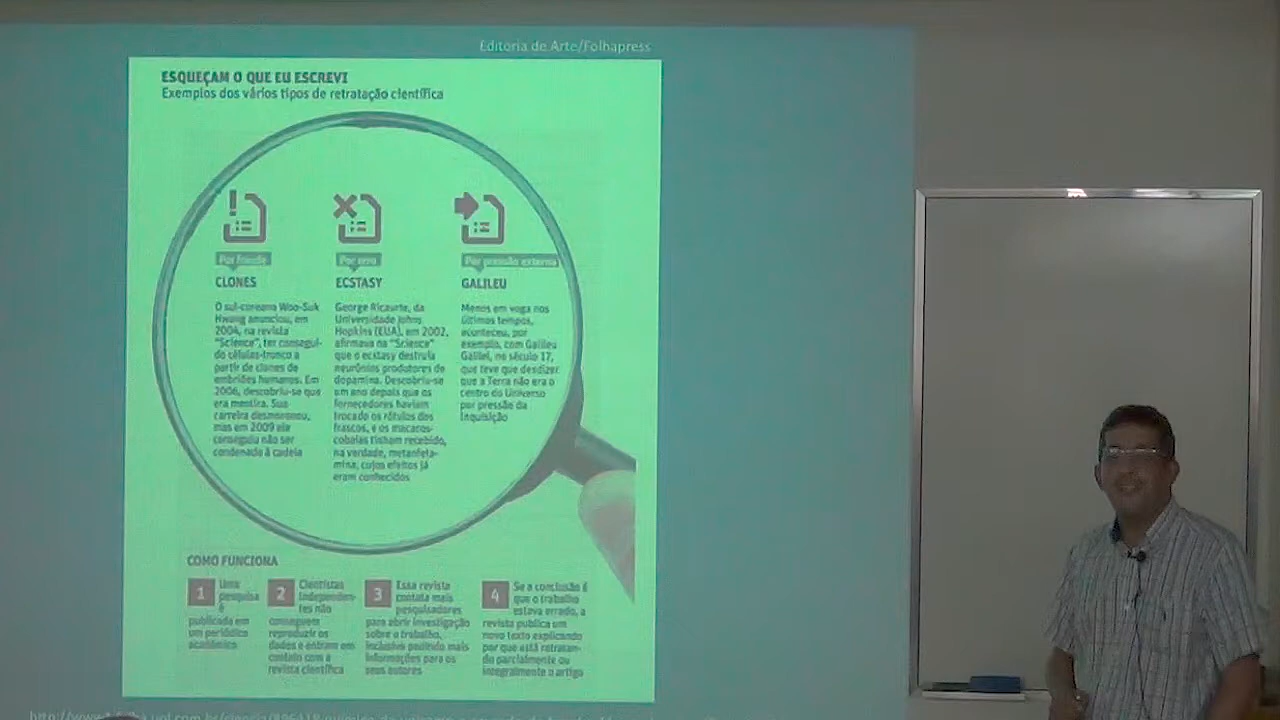 Editoria de Arte/Folhapress
ESQUEÇAM O QUE EU ESCREVI
Exemplos dos vários tipos de retratação científica
Por fraude
CLONES
O sul-coreano Woo-Suk
Hwang anunciou, em
2004, na revista
"Science", ter consegui-
do células-tronco a
partir de clones de
embriões humanos. Em
2006, descobriu-se que
era mentira. Sua
carreira desmoronou,
mas em 2009 ele
conseguiu não ser
condenado à cadeia
Por erro
ECSTASY
George Ricaurte, da
Universidade Johns
Hopkins (EUA), em 2002,
afirmava na "Science"
que o ecstasy destruía
neurônios produtores de
dopamina. Descobriu-se
um ano depois que os
fornecedores haviam
trocado os rótulos dos
frascos, e os macacos-
cobaias tinham recebido,
na verdade, metanfeta-
mina, cujos efeitos já
eram conhecidos
Por pressão externa
GALILEU
Menos em voga nos
últimos tempos,
aconteceu, por
exemplo, com Galileu
Galilei, no século 17,
que teve que desdizer
que a Terra não era o
centro do Universo
por pressão da
Inquisição
COMO FUNCIONA
1 Uma
pesquisa
é
publicada em
um periódico
acadêmico
2 Cientistas
independen-
tes não
conseguem
reproduzir os
dados e entram em
contato com a
revista científica
3 Essa revista
contata mais
pesquisadores
para abrir investigação
sobre o trabalho,
inclusive pedindo mais
informações para os
seus autores
4 Se a conclusão é
que o trabalho
estava errado, a
revista publica um
novo texto explicando
por que está retratan-
do parcialmente ou
integralmente o artigo